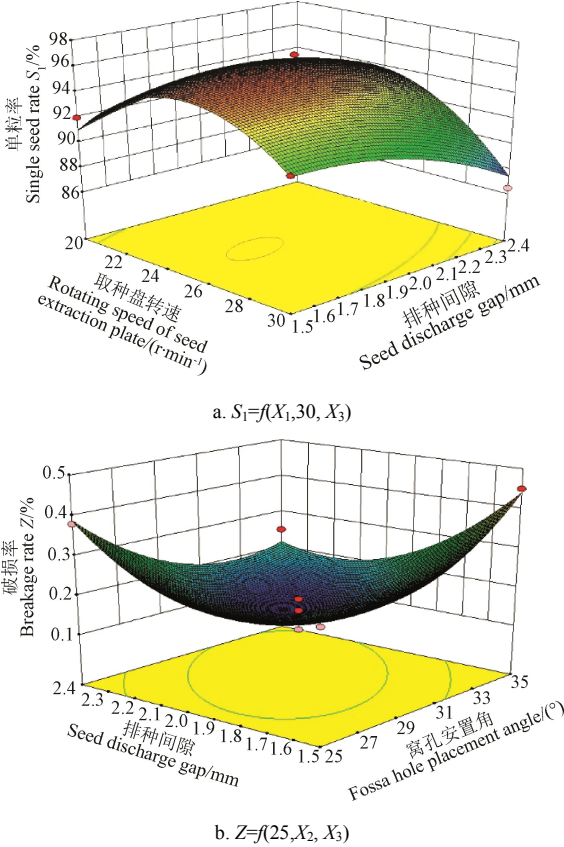 98
96
94
92
90
88
86
单粒率
Single seed rate S₁/%
20
22
24
26
28
30
取种盘转速
Rotating speed of seed
extraction plate/(r·min⁻¹)
1.5
1.6
1.7
1.8
1.9
2.0
2.1
2.2
2.3
2.4
排种间隙
Seed discharge gap/mm
a. S₁=f(X₁,30, X₃)
0.5
0.4
0.3
0.2
0.1
破损率
Breakage rate Z/%
2.4
2.3
2.2
2.1
2.0
1.9
1.8
1.7
1.6
1.5
排种间隙
Seed discharge gap/mm
25
27
29
31
33
35
窝孔安置角
Fossa hole placement angle/(°)
b. Z=f(25,X₂, X₃)